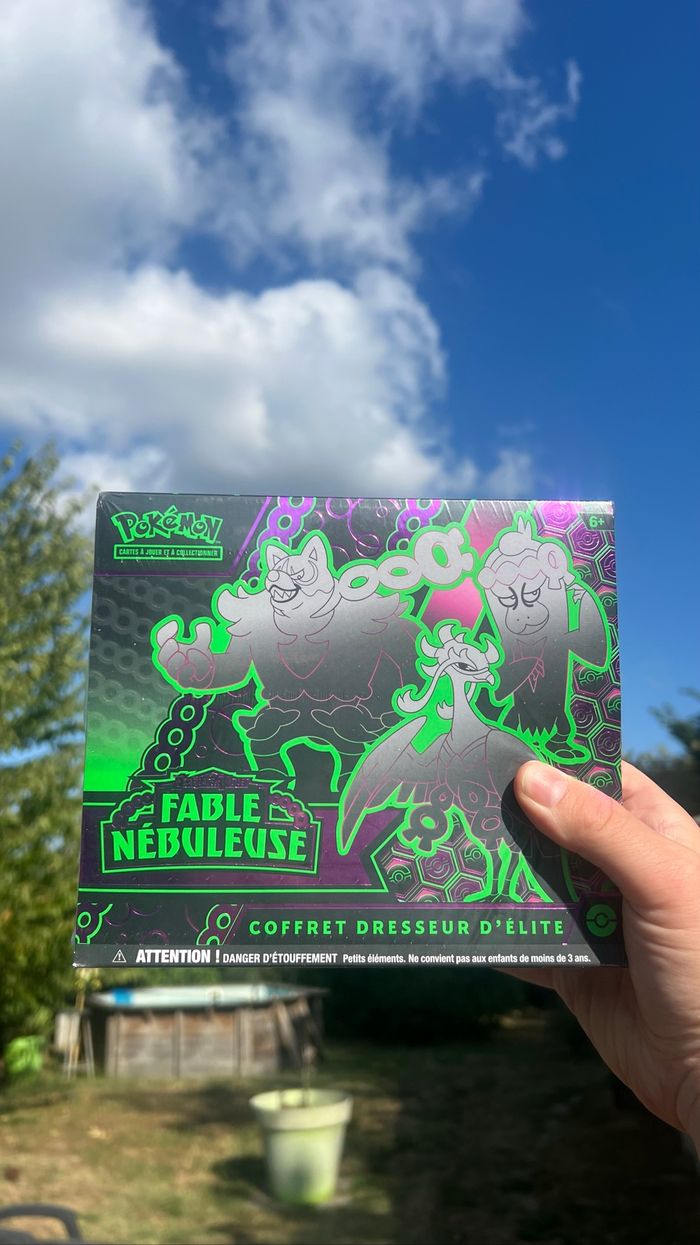 POKéMON
CARTES À JOUER ET À COLLECTIONNER
6+
FABLE
NÉBULEUSE
COFFRET DRESSEUR D'ÉLITE
ATTENTION ! DANGER D'ÉTOUFFEMENT Petits éléments. Ne convient pas aux enfants de moins de 3 ans.